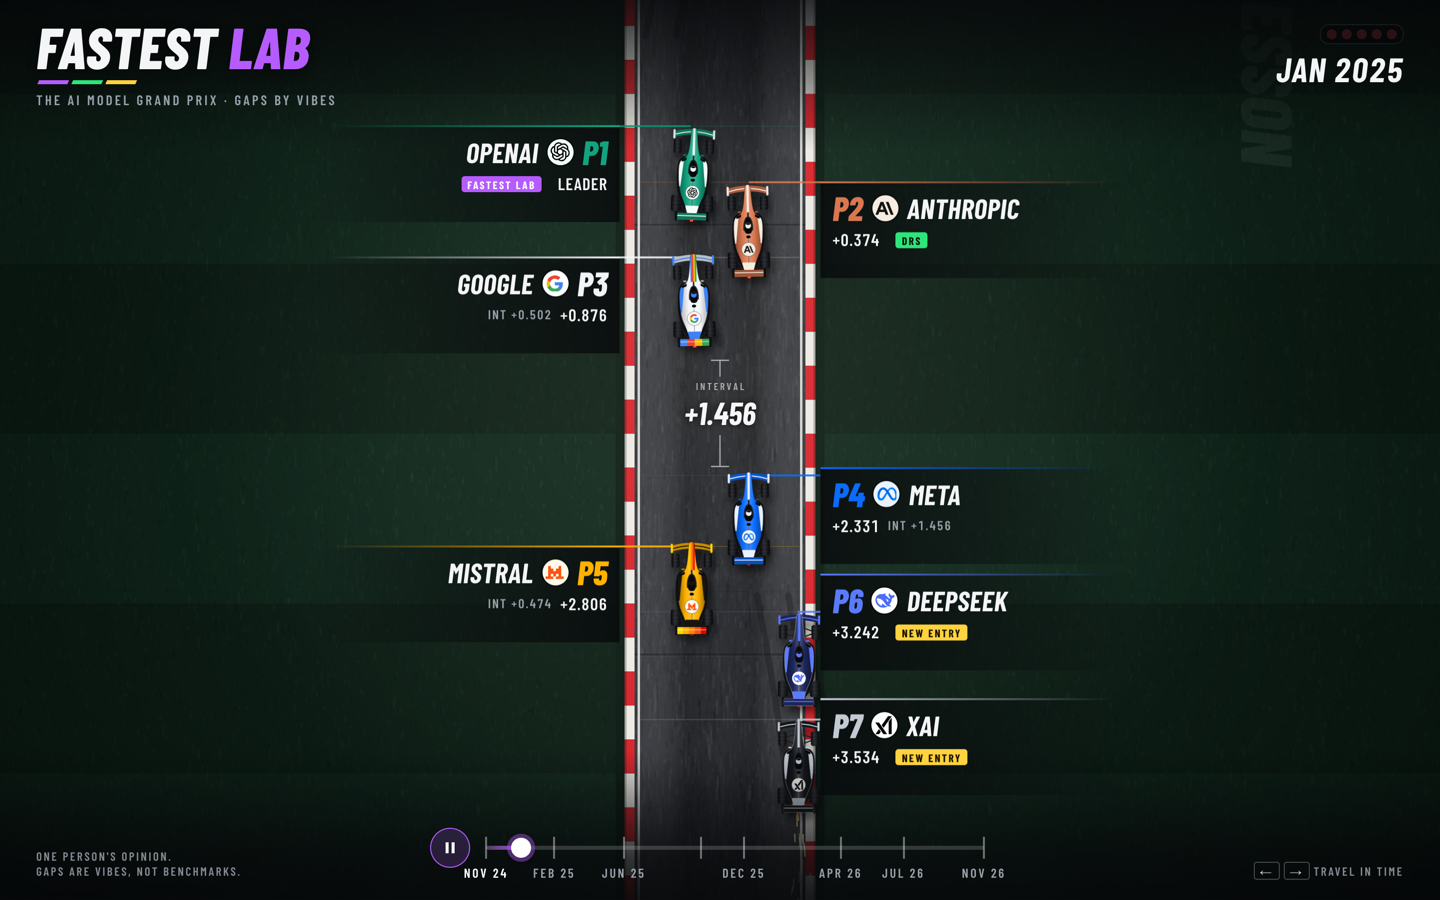 FASTEST LAB
THE AI MODEL GRAND PRIX · GAPS BY VIBES
JAN 2025
ESSON
OPENAI P1
FASTEST LAB LEADER
P2 ANTHROPIC
+0.374 DRS
GOOGLE P3
INT +0.502 +0.876
INTERVAL
+1.456
P4 META
+2.331 INT +1.456
MISTRAL P5
INT +0.474 +2.806
P6 DEEPSEEK
+3.242 NEW ENTRY
P7 XAI
+3.534 NEW ENTRY
NOV 24 FEB 25 JUN 25 DEC 25 APR 26 JUL 26 NOV 26
ONE PERSON'S OPINION.
GAPS ARE VIBES, NOT BENCHMARKS.
← → TRAVEL IN TIME